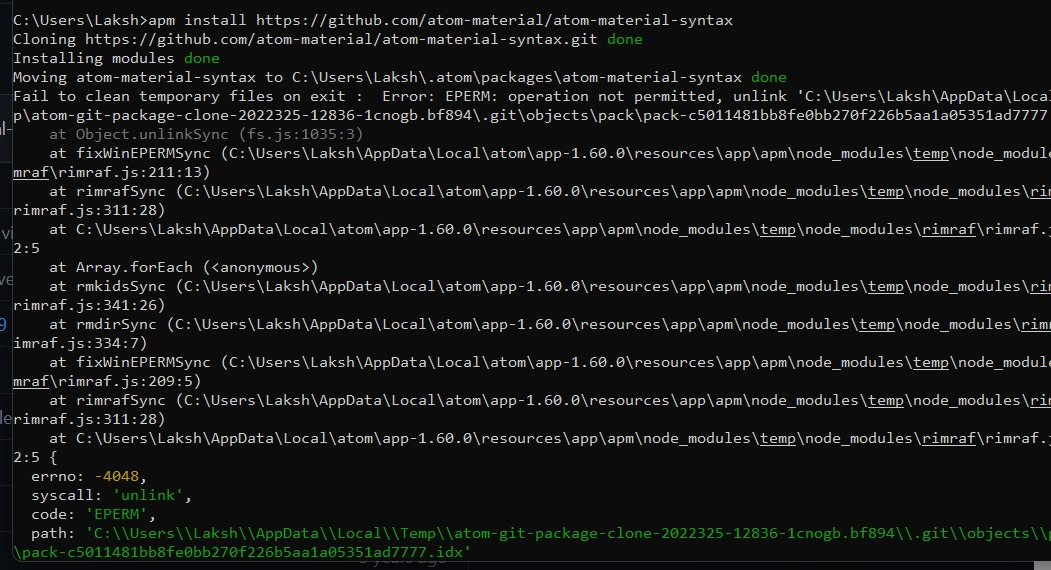 C:\Users\Laksh>apm install https://github.com/atom-material/atom-material-syntax
Cloning https://github.com/atom-material/atom-material-syntax.git done
Installing modules done
Moving atom-material-syntax to C:\Users\Laksh\.atom\packages\atom-material-syntax done
Fail to clean temporary files on exit :  Error: EPERM: operation not permitted, unlink 'C:\Users\Laksh\AppData\Loca
p\atom-git-package-clone-2022325-12836-1cnogb.bf894\.git\objects\pack\pack-c5011481bb8fe0bb270f226b5aa1a05351ad7777
    at Object.unlinkSync (fs.js:1035:3)
    at fixWinEPERMSync (C:\Users\Laksh\AppData\Local\atom\app-1.60.0\resources\app\apm\node_modules\temp\node_module
mraf\rimraf.js:211:13)
    at rimrafSync (C:\Users\Laksh\AppData\Local\atom\app-1.60.0\resources\app\apm\node_modules\temp\node_modules\rim
rimraf.js:311:28)
    at C:\Users\Laksh\AppData\Local\atom\app-1.60.0\resources\app\apm\node_modules\temp\node_modules\rimraf\rimraf.j
2:5
    at Array.forEach (<anonymous>)
    at rmkidsSync (C:\Users\Laksh\AppData\Local\atom\app-1.60.0\resources\app\apm\node_modules\temp\node_modules\rim
rimraf.js:341:26)
    at rmdirSync (C:\Users\Laksh\AppData\Local\atom\app-1.60.0\resources\app\apm\node_modules\temp\node_modules\rimr
imraf.js:334:7)
    at fixWinEPERMSync (C:\Users\Laksh\AppData\Local\atom\app-1.60.0\resources\app\apm\node_modules\temp\node_module
mraf\rimraf.js:209:5)
    at rimrafSync (C:\Users\Laksh\AppData\Local\atom\app-1.60.0\resources\app\apm\node_modules\temp\node_modules\rim
rimraf.js:311:28)
    at C:\Users\Laksh\AppData\Local\atom\app-1.60.0\resources\app\apm\node_modules\temp\node_modules\rimraf\rimraf.j
2:5 {
  errno: -4048,
  syscall: 'unlink',
  code: 'EPERM',
  path: 'C:\\Users\\Laksh\\AppData\\Local\\Temp\\atom-git-package-clone-2022325-12836-1cnogb.bf894\\.git\\objects\\p
\pack-c5011481bb8fe0bb270f226b5aa1a05351ad7777.idx'